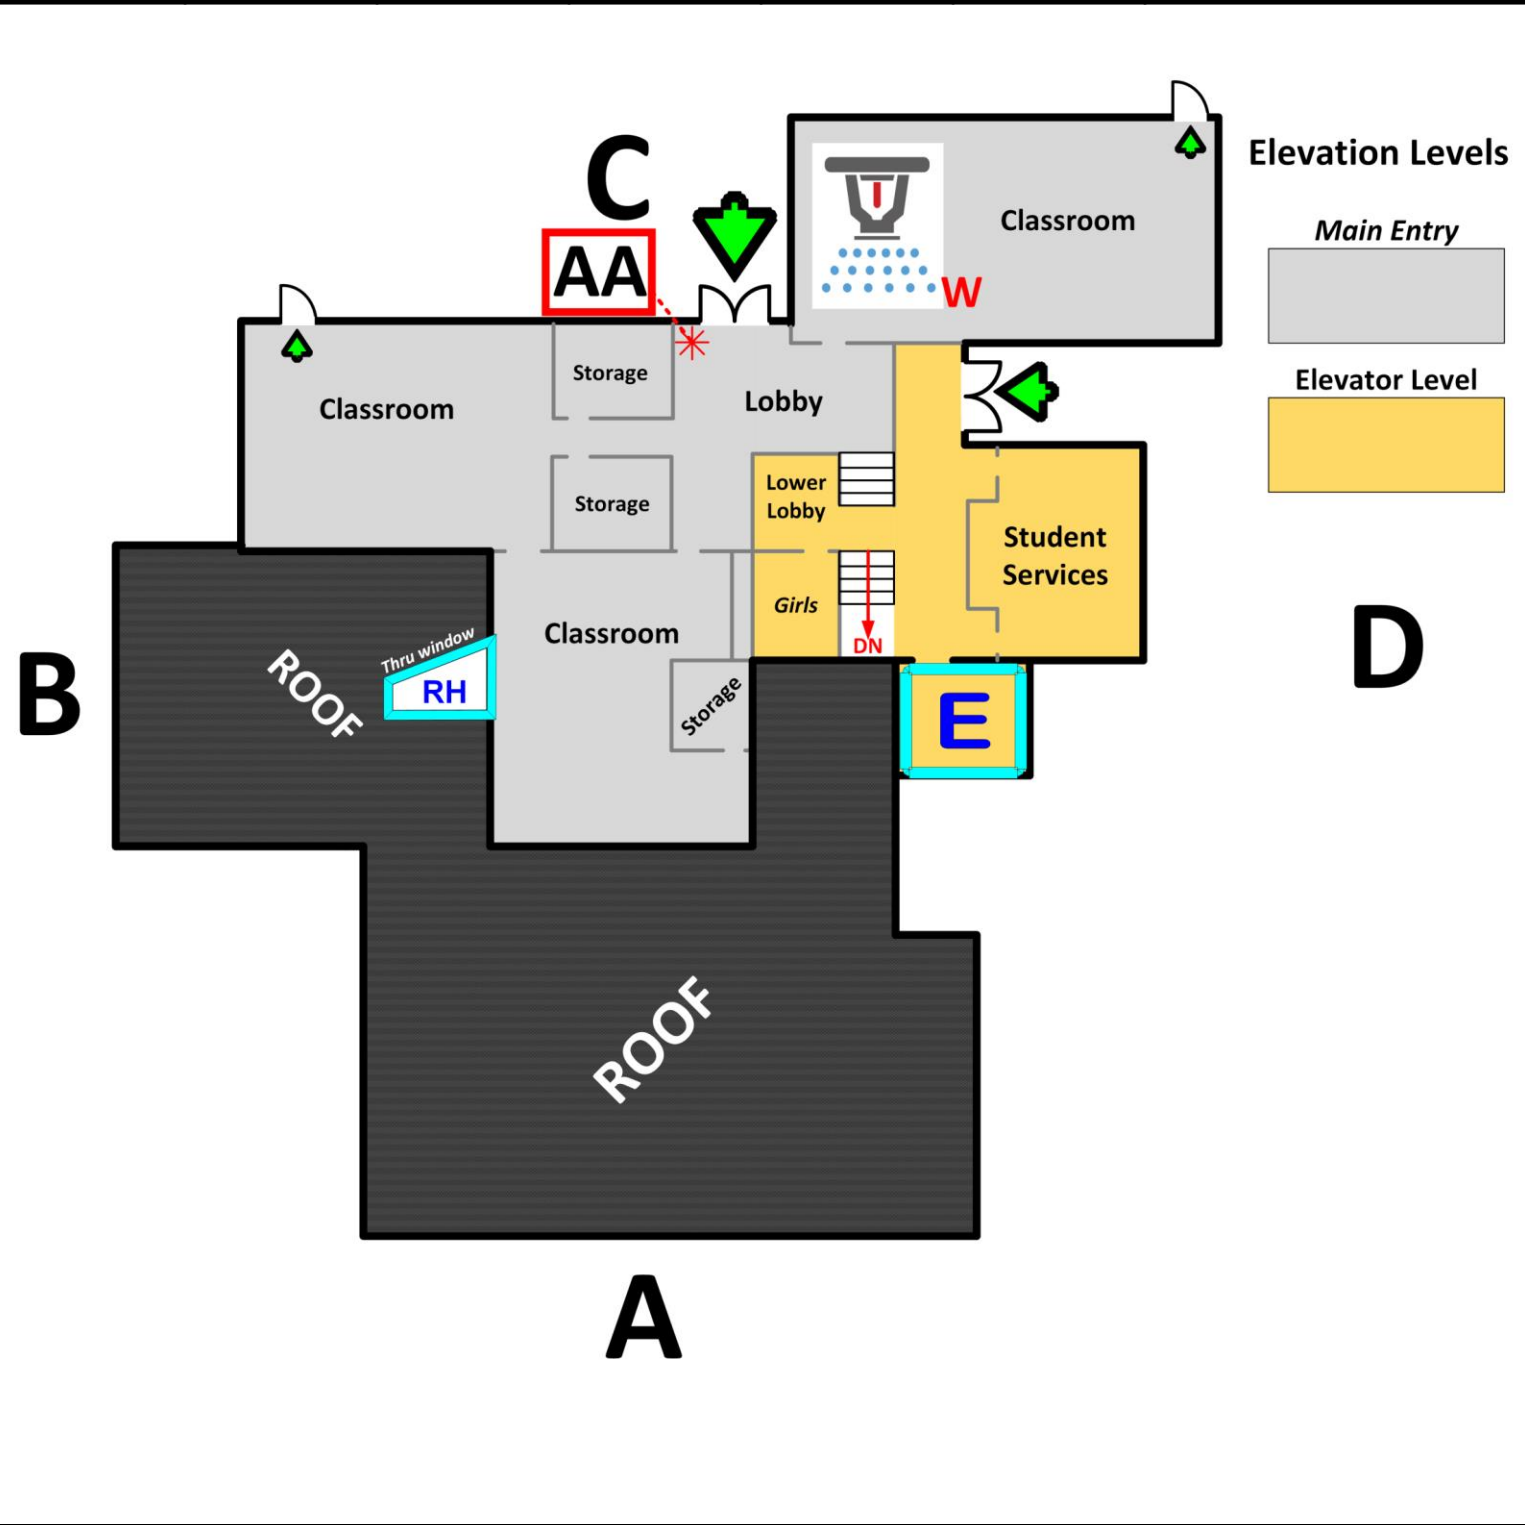 C
AA
Classroom
W
Elevation Levels
Main Entry
Elevator Level
Storage
Classroom
Lobby
Storage
Lower
Lobby
Student
Services
Girls
Classroom
DN
Thru window
RH
ROOF
Storage
E
B
D
ROOF
A